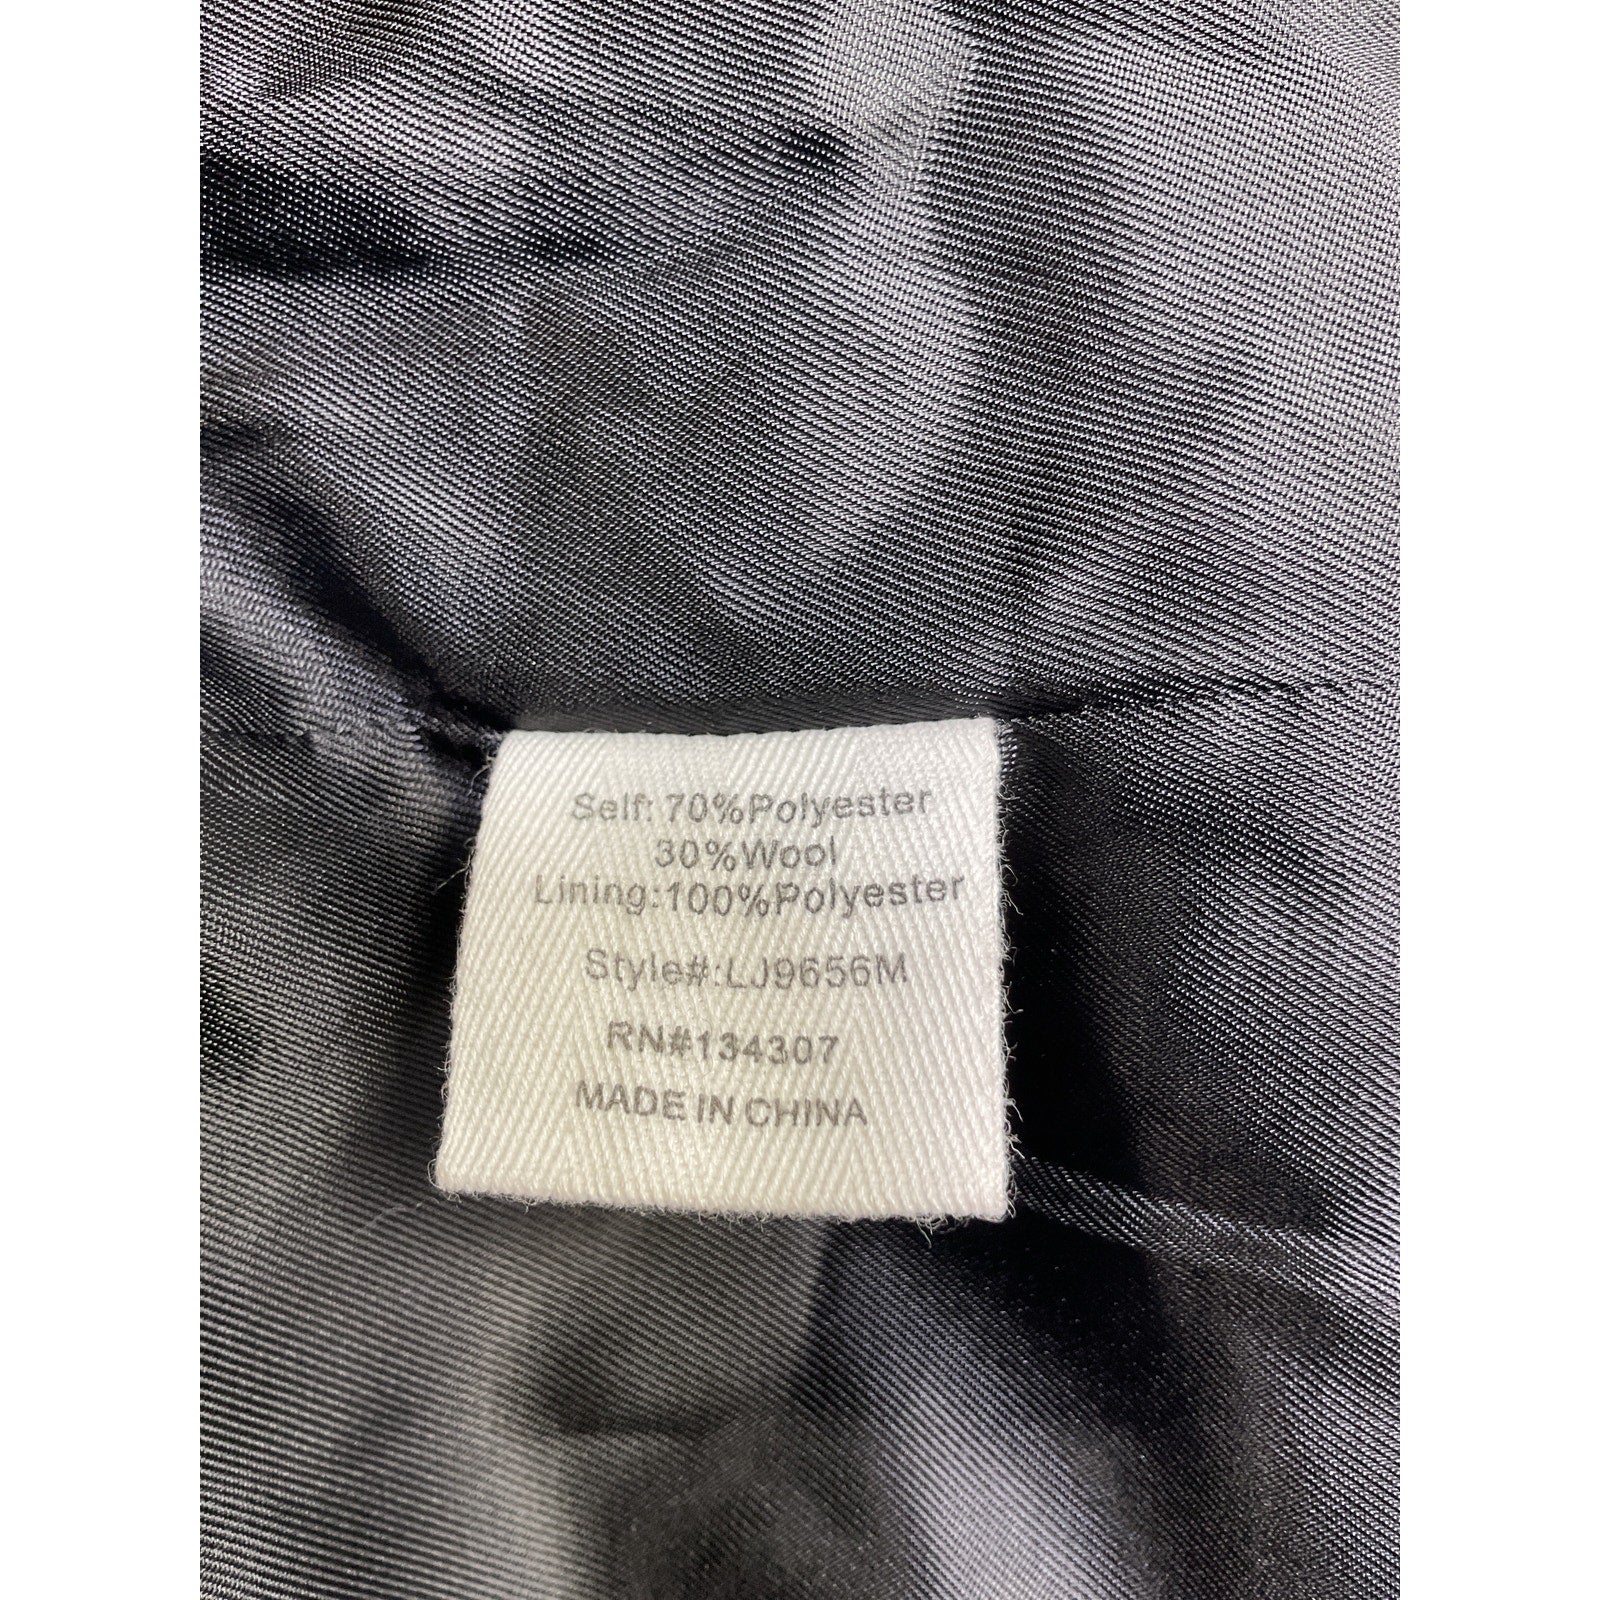 Self: 70%Polyester
30%Wool
Lining:100%Polyester
Style#:LJ9656M
RN#134307
MADE IN CHINA